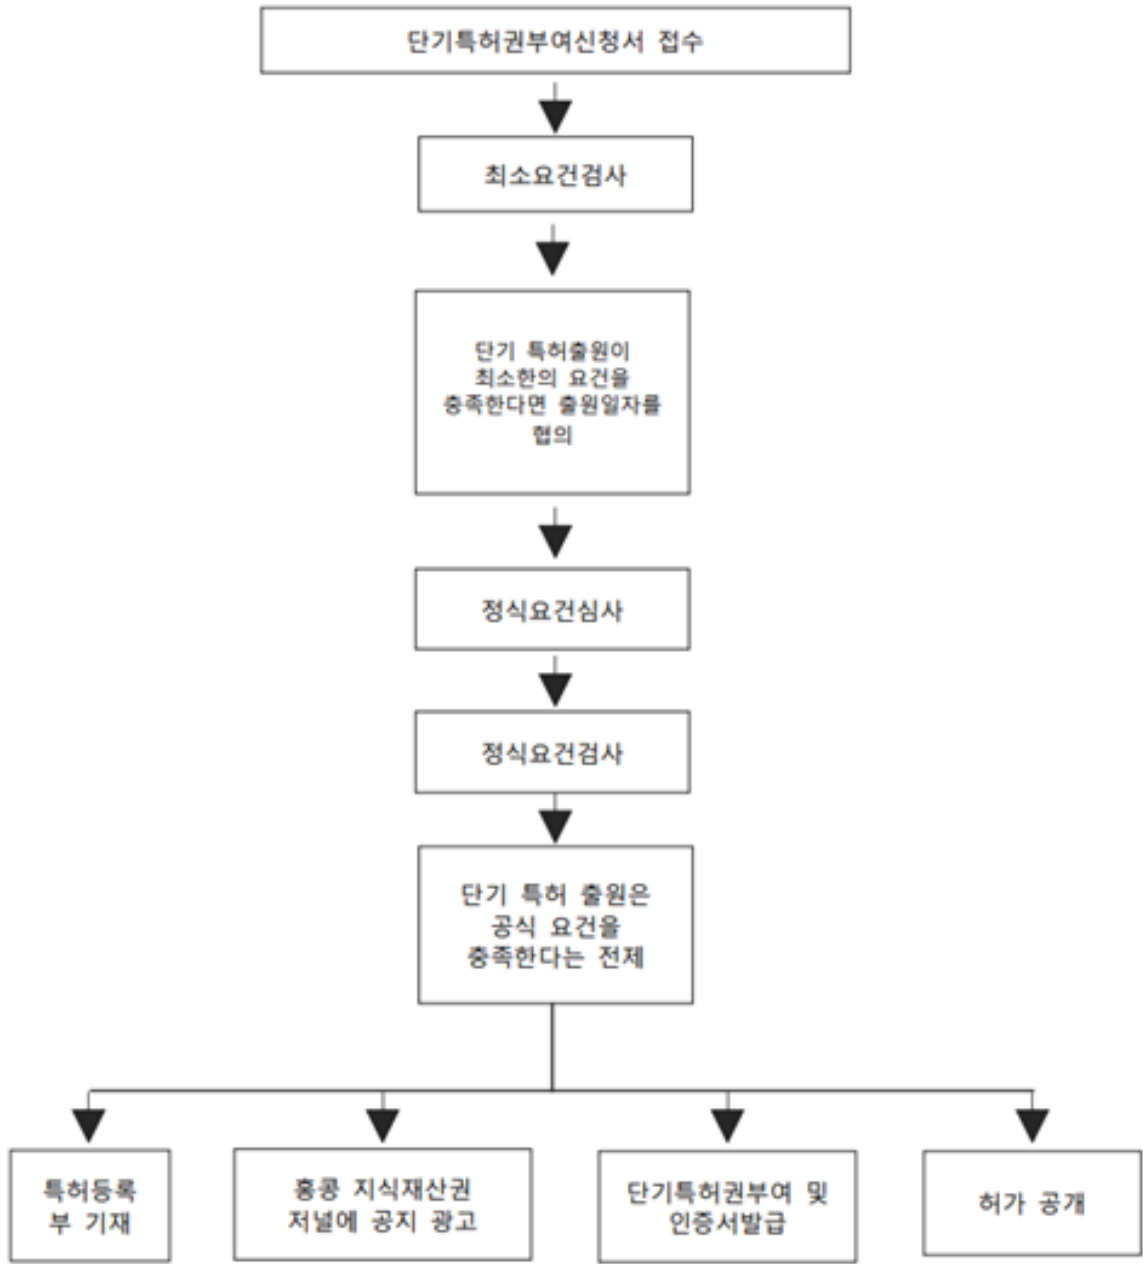 단기특허권부여신청서 접수
최소요건검사
단기 특허출원이
최소한의 요건을
충족한다면 출원일자를
협의
정식요건심사
정식요건검사
단기 특허 출원은
공식 요건을
충족한다는 전제
특허등록
부 기재
홍콩 지식재산권
저널에 공지 광고
단기특허권부여 및
인증서발급
허가 공개